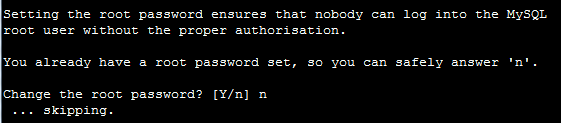 Setting the root password ensures that nobody can log into the MySQL
root user without the proper authorisation.
You already have a root password set, so you can safely answer 'n'.
Change the root password? [Y/n] n
 ... skipping.